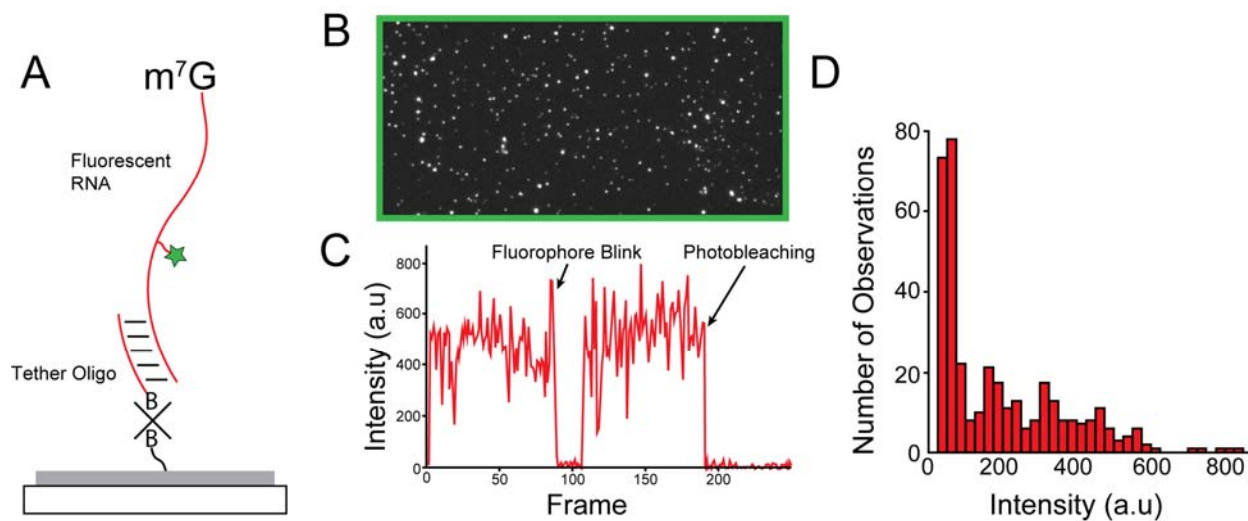 A
m⁷G
Fluorescent
RNA
Tether Oligo
B
B
B
C
Fluorophore Blink
Photobleaching
Intensity (a.u)
800
600
400
200
0
0
50
100
150
200
Frame
D
Number of Observations
80
60
40
20
0
0
200
400
600
800
Intensity (a.u)